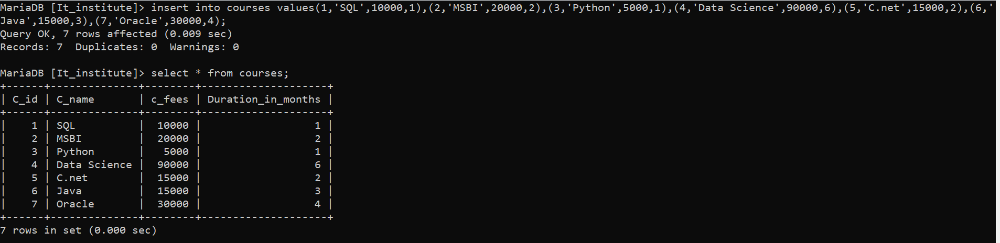 MariaDB [It_institute]> insert into courses values(1,'SQL',10000,1),(2,'MSBI',20000,2),(3,'Python',5000,1),(4,'Data Science',90000,6),(5,'C.net',15000,2),(6,'
Java',15000,3),(7,'Oracle',30000,4);
Query OK, 7 rows affected (0.009 sec)
Records: 7  Duplicates: 0  Warnings: 0

MariaDB [It_institute]> select * from courses;
+------+--------------+--------+--------------------+
| C_id | C_name       | c_fees | Duration_in_months |
+------+--------------+--------+--------------------+
|    1 | SQL          |  10000 |                  1 |
|    2 | MSBI         |  20000 |                  2 |
|    3 | Python       |   5000 |                  1 |
|    4 | Data Science |  90000 |                  6 |
|    5 | C.net        |  15000 |                  2 |
|    6 | Java         |  15000 |                  3 |
|    7 | Oracle       |  30000 |                  4 |
+------+--------------+--------+--------------------+
7 rows in set (0.000 sec)